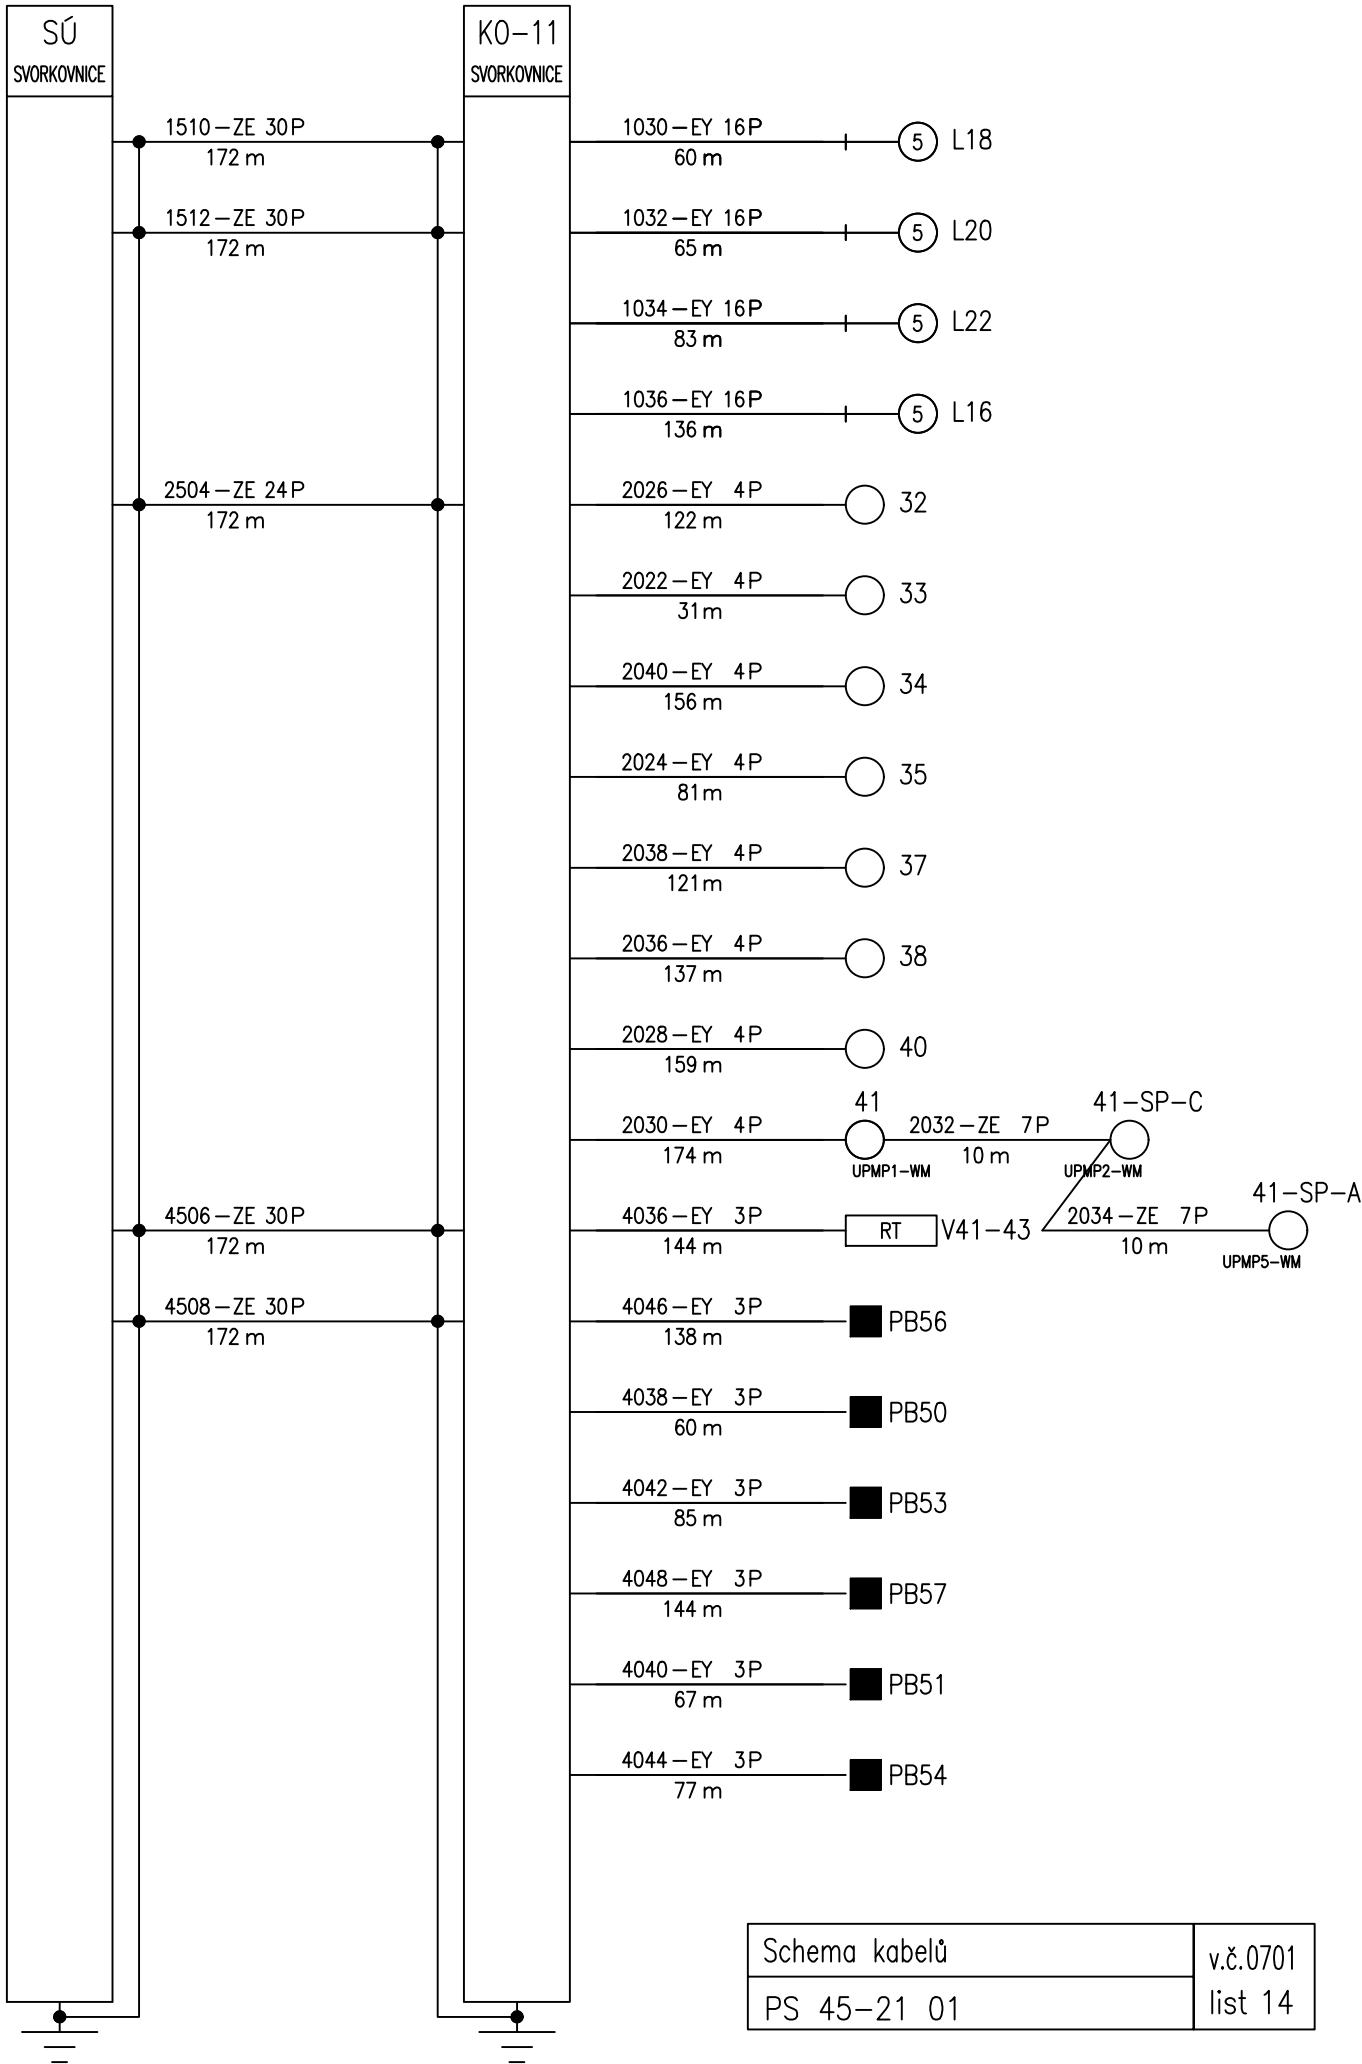 SÚ
SVORKOVNICE
KO-11
SVORKOVNICE
1510-ZE 30P
172 m
1030-EY 16P
60 m
5 L18
1512-ZE 30P
172 m
1032-EY 16P
65 m
5 L20
1034-EY 16P
83 m
5 L22
1036-EY 16P
136 m
5 L16
2504-ZE 24P
172 m
2026-EY 4P
122 m
32
2022-EY 4P
31 m
33
2040-EY 4P
156 m
34
2024-EY 4P
81 m
35
2038-EY 4P
121 m
37
2036-EY 4P
137 m
38
2028-EY 4P
159 m
40
2030-EY 4P
174 m
41
UPMP1-WM
2032-ZE 7P
10 m
41-SP-C
UPMP2-WM
4506-ZE 30P
172 m
4036-EY 3P
144 m
RT V41-43
2034-ZE 7P
10 m
41-SP-A
UPMP5-WM
4508-ZE 30P
172 m
4046-EY 3P
138 m
PB56
4038-EY 3P
60 m
PB50
4042-EY 3P
85 m
PB53
4048-EY 3P
144 m
PB57
4040-EY 3P
67 m
PB51
4044-EY 3P
77 m
PB54
Schema kabelů
PS 45-21 01
v.č.0701
list 14